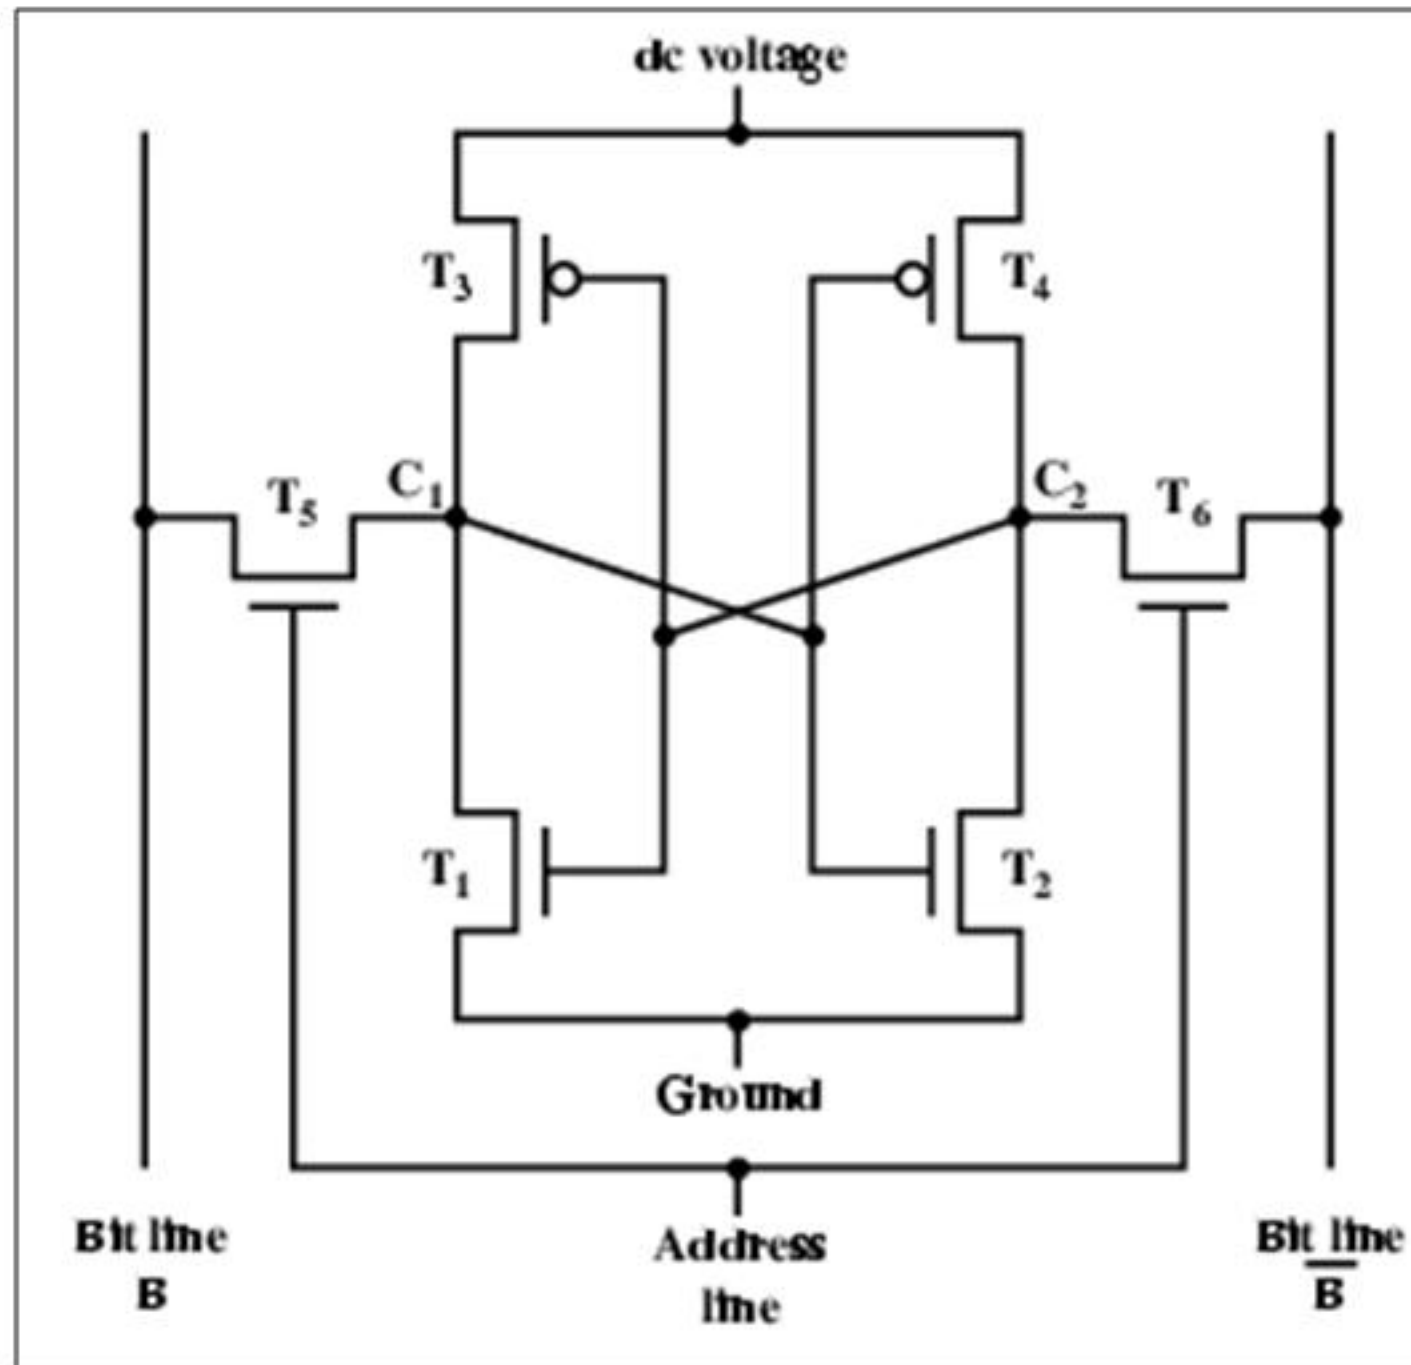 dc voltage
T3
T4
T5
C1
C2
T6
T1
T2
Ground
Bit line
B
Address
line
Bit line
B̅